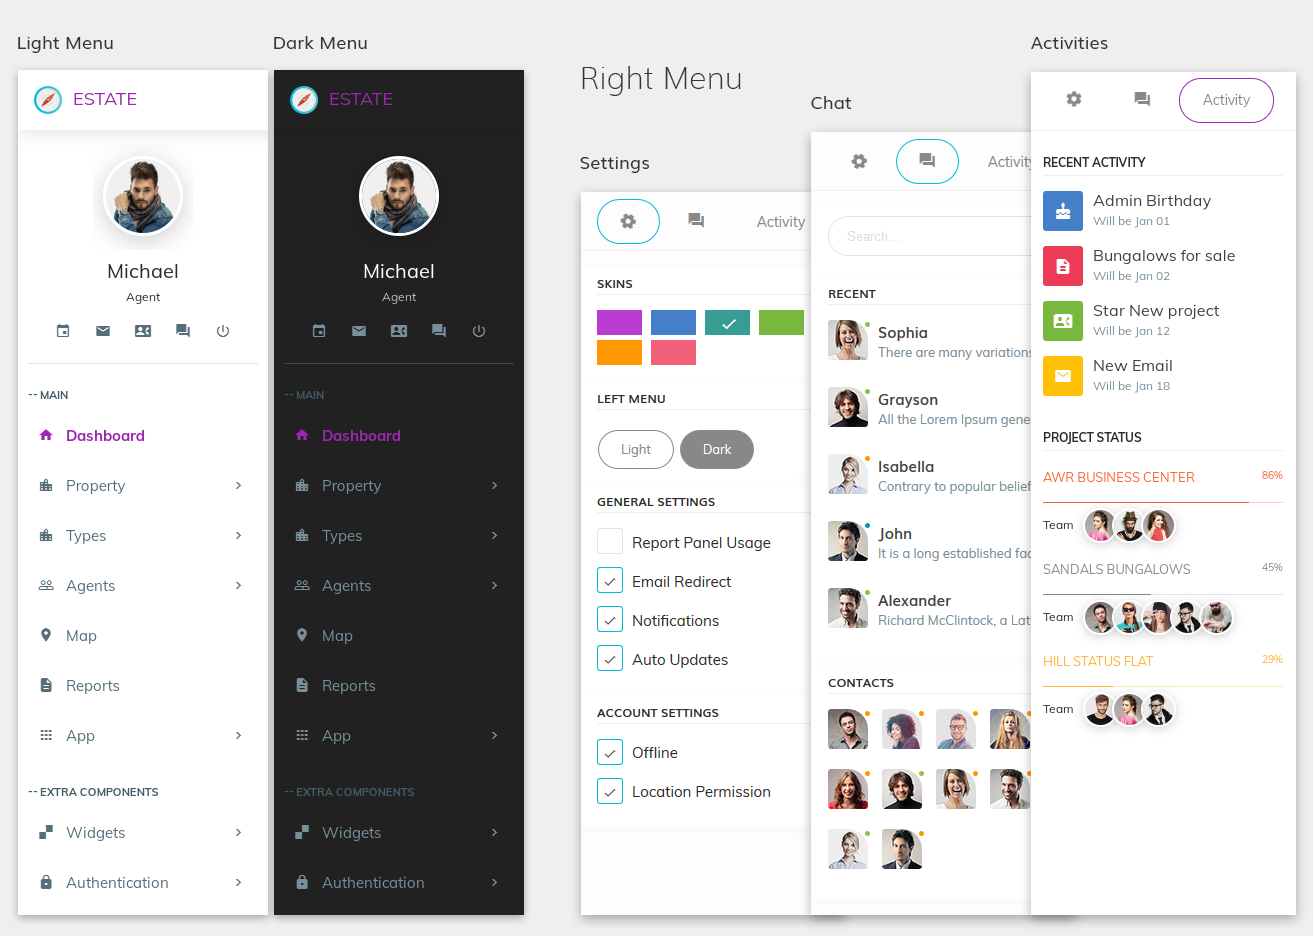 Light Menu
ESTATE
Michael
Agent
-- MAIN
Dashboard
Property
Types
Agents
Map
Reports
App
-- EXTRA COMPONENTS
Widgets
Authentication
Dark Menu
ESTATE
Michael
Agent
-- MAIN
Dashboard
Property
Types
Agents
Map
Reports
App
-- EXTRA COMPONENTS
Widgets
Authentication
Right Menu
Settings
Activity
SKINS
LEFT MENU
Light Dark
GENERAL SETTINGS
Report Panel Usage
Email Redirect
Notifications
Auto Updates
ACCOUNT SETTINGS
Offline
Location Permission
Chat
Activity
Search...
RECENT
Sophia
There are many variations
Grayson
All the Lorem Ipsum gene
Isabella
Contrary to popular belief
John
It is a long established fac
Alexander
Richard McClintock, a Lat
CONTACTS
Activities
Activity
RECENT ACTIVITY
Admin Birthday
Will be Jan 01
Bungalows for sale
Will be Jan 02
Star New project
Will be Jan 12
New Email
Will be Jan 18
PROJECT STATUS
AWR BUSINESS CENTER 86%
Team
SANDALS BUNGALOWS 45%
Team
HILL STATUS FLAT 29%
Team